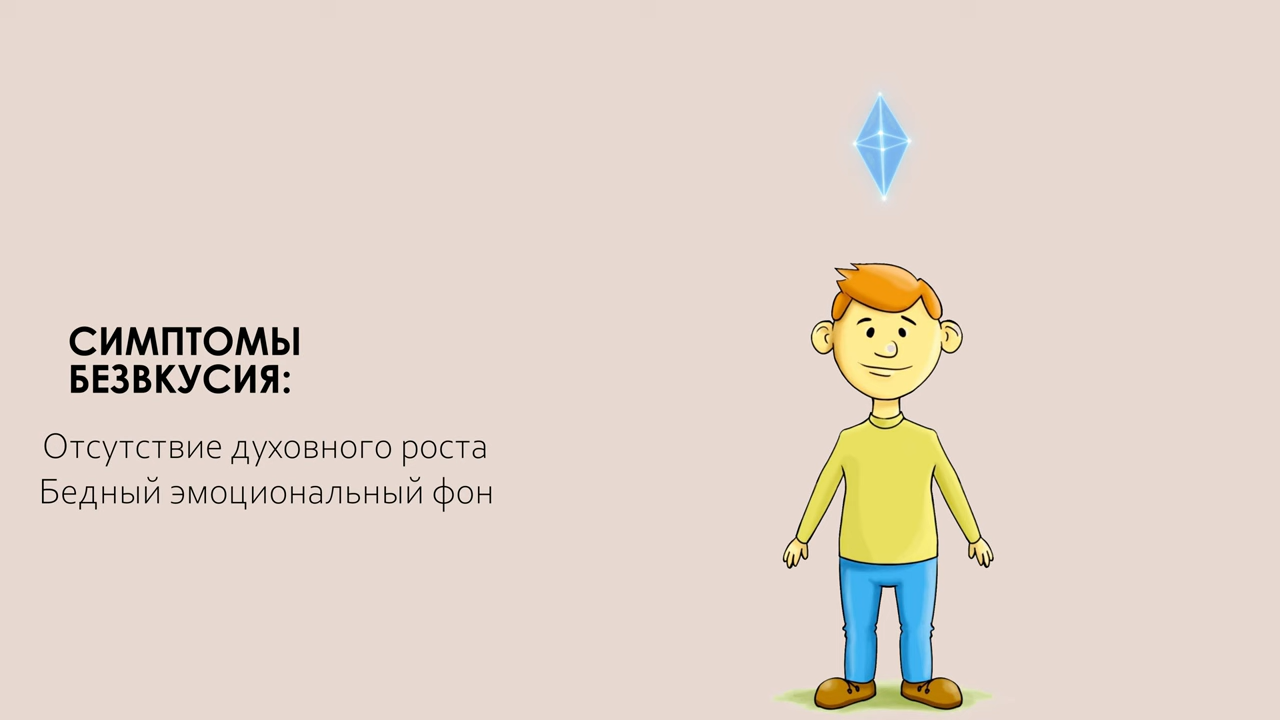 СИМПТОМЫ
БЕЗВКУСИЯ:
Отсутствие духовного роста
Бедный эмоциональный фон